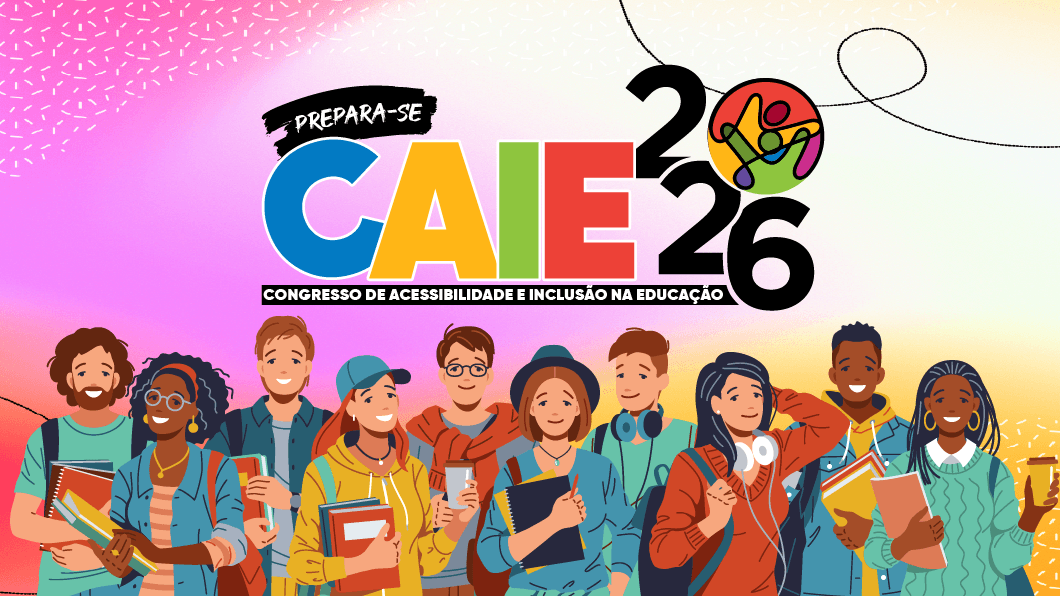 PREPARA-SE
CAIE
2026
CONGRESSO DE ACESSIBILIDADE E INCLUSÃO NA EDUCAÇÃO